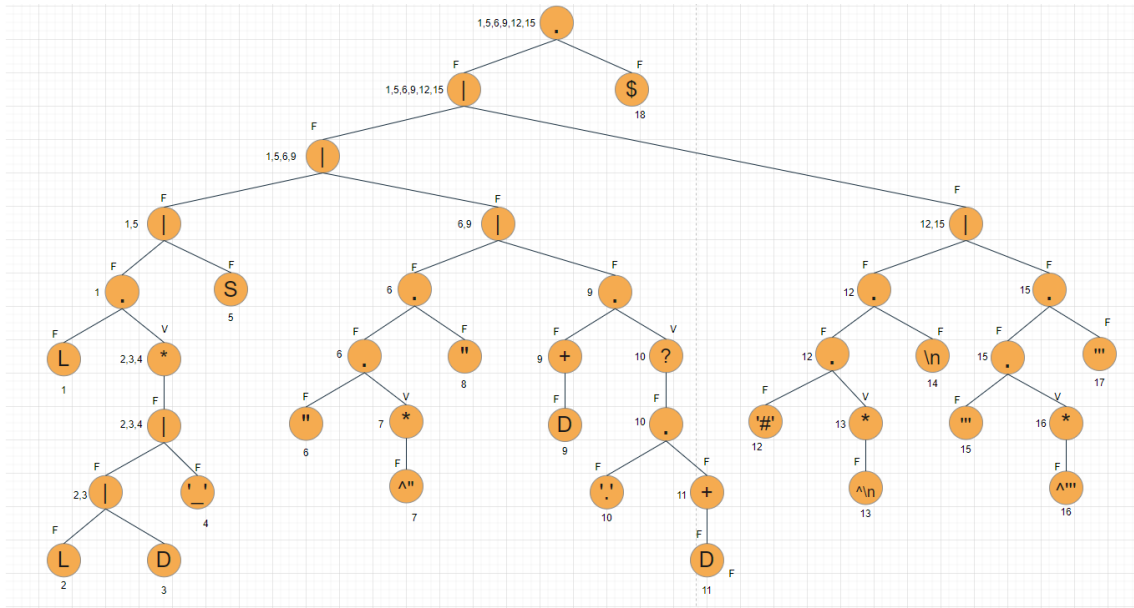 1,5,6,9,12,15 .
F F
1,5,6,9,12,15 | $
18
F
1,5,6,9 |
F F F
1,5 | 6,9 | 12,15 |
F F F F F F
1 . S 6 . 9 . 12 . 15 .
5
F V F F F V F F F F
L 2,3,4 * 6 . " 9 + 10 ? 12 . \n 15 . '"'
1 8 14 17
F F V F F F V F V
2,3,4 | " 7 * D 10 . '#' 13 * '"' 16 *
6 9 12 15
F F F F F F F
2,3 | '_' ^" '.' 11 + ^\n ^'"
4 7 10 13 16
F F F
L D D F
2 3 11